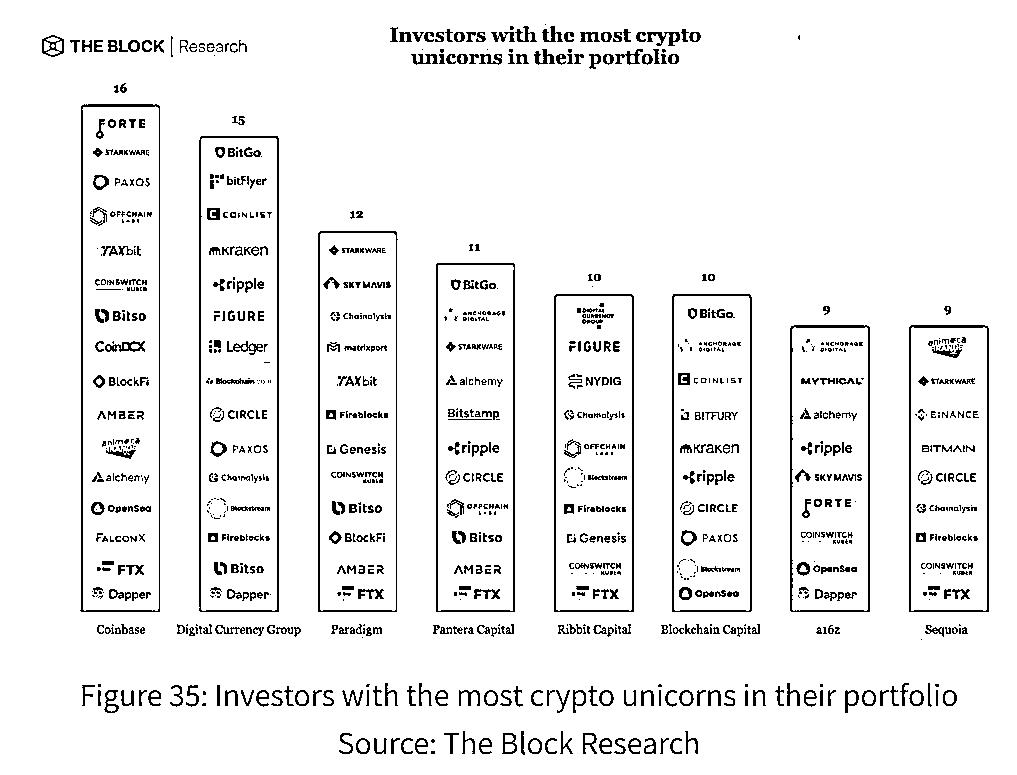 THE BLOCK | Research
Investors with the most crypto
unicorns in their portfolio
16
FORTE
STARKWARE
PAXOS
OFFCHAIN
LABS
TAXbit
COINSWITCH
KUBER
Bitso
CoinDCX
BlockFi
AMBER
animoca
BRANDS
alchemy
OpenSea
FALCONX
FTX
Dapper
Coinbase
15
BitGo
bitFlyer
COINLIST
mKraken
ripple
FIGURE
Ledger
Blockchain.com
CIRCLE
PAXOS
Chainalysis
Blockstream
Fireblocks
Bitso
Dapper
Digital Currency Group
12
STARKWARE
SKY MAVIS
Chainalysis
matrixport
TAXbit
Fireblocks
Genesis
COINSWITCH
KUBER
Bitso
BlockFi
AMBER
FTX
Paradigm
11
BitGo
ANCHORAGE
DIGITAL
STARKWARE
alchemy
Bitstamp
ripple
CIRCLE
OFFCHAIN
LABS
Bitso
AMBER
FTX
Pantera Capital
10
DIGITAL
CURRENCY
GROUP
FIGURE
NYDIG
Chainalysis
OFFCHAIN
LABS
Blockstream
Fireblocks
Genesis
COINSWITCH
KUBER
FTX
Ribbit Capital
10
BitGo
ANCHORAGE
DIGITAL
COINLIST
BITFURY
mKraken
ripple
CIRCLE
PAXOS
Blockstream
OpenSea
Blockchain Capital
9
ANCHORAGE
DIGITAL
MYTHICAL
alchemy
ripple
SKY MAVIS
FORTE
COINSWITCH
KUBER
OpenSea
Dapper
a16z
9
animoca
BRANDS
STARKWARE
BINANCE
BITMAIN
CIRCLE
Chainalysis
Fireblocks
COINSWITCH
KUBER
FTX
Sequoia
Figure 35: Investors with the most crypto unicorns in their portfolio
Source: The Block Research